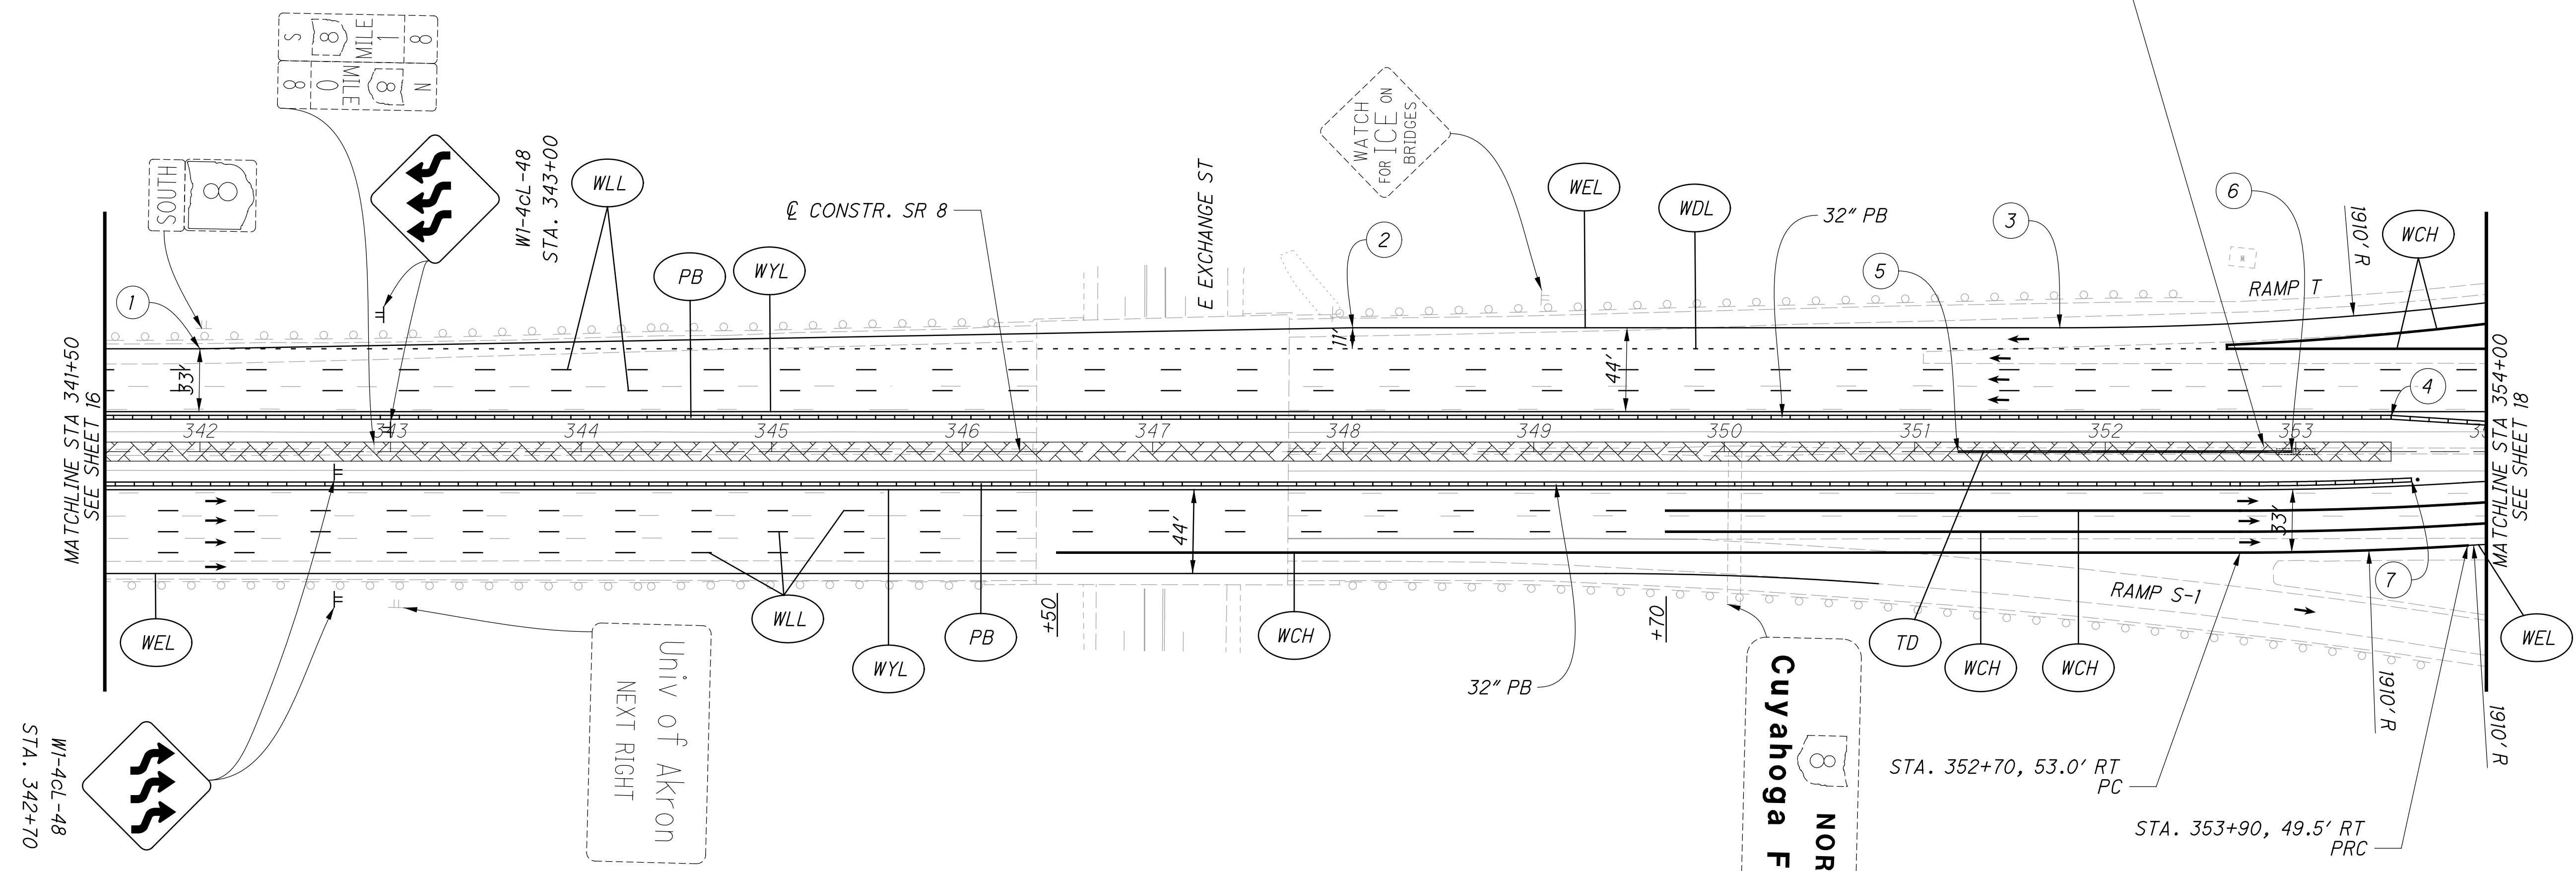 S
8
MILE
1
8
8
0
MILE
8
N
SOUTH
8
W1-4cL-48
STA. 343+00
WLL
PB
WYL
℄ CONSTR. SR 8
E EXCHANGE ST
WATCH
FOR ICE ON
BRIDGES
2
WEL
WDL
32" PB
5
3
6
1910' R
WCH
RAMP T
1
33'
11'
44'
4
MATCHLINE STA 341+50
SEE SHEET 16
342
343
344
345
346
347
348
349
350
351
352
353
MATCHLINE STA 354+00
SEE SHEET 18
44'
33'
7
WEL
WLL
WYL
PB
+50
WCH
+70
TD
WCH
WCH
RAMP S-1
WEL
32" PB
1910' R
1910' R
Univ of Akron
NEXT RIGHT
8 NOR
Cuyahoga F
STA. 352+70, 53.0' RT
PC
STA. 353+90, 49.5' RT
PRC
W1-4cL-48
STA. 342+70